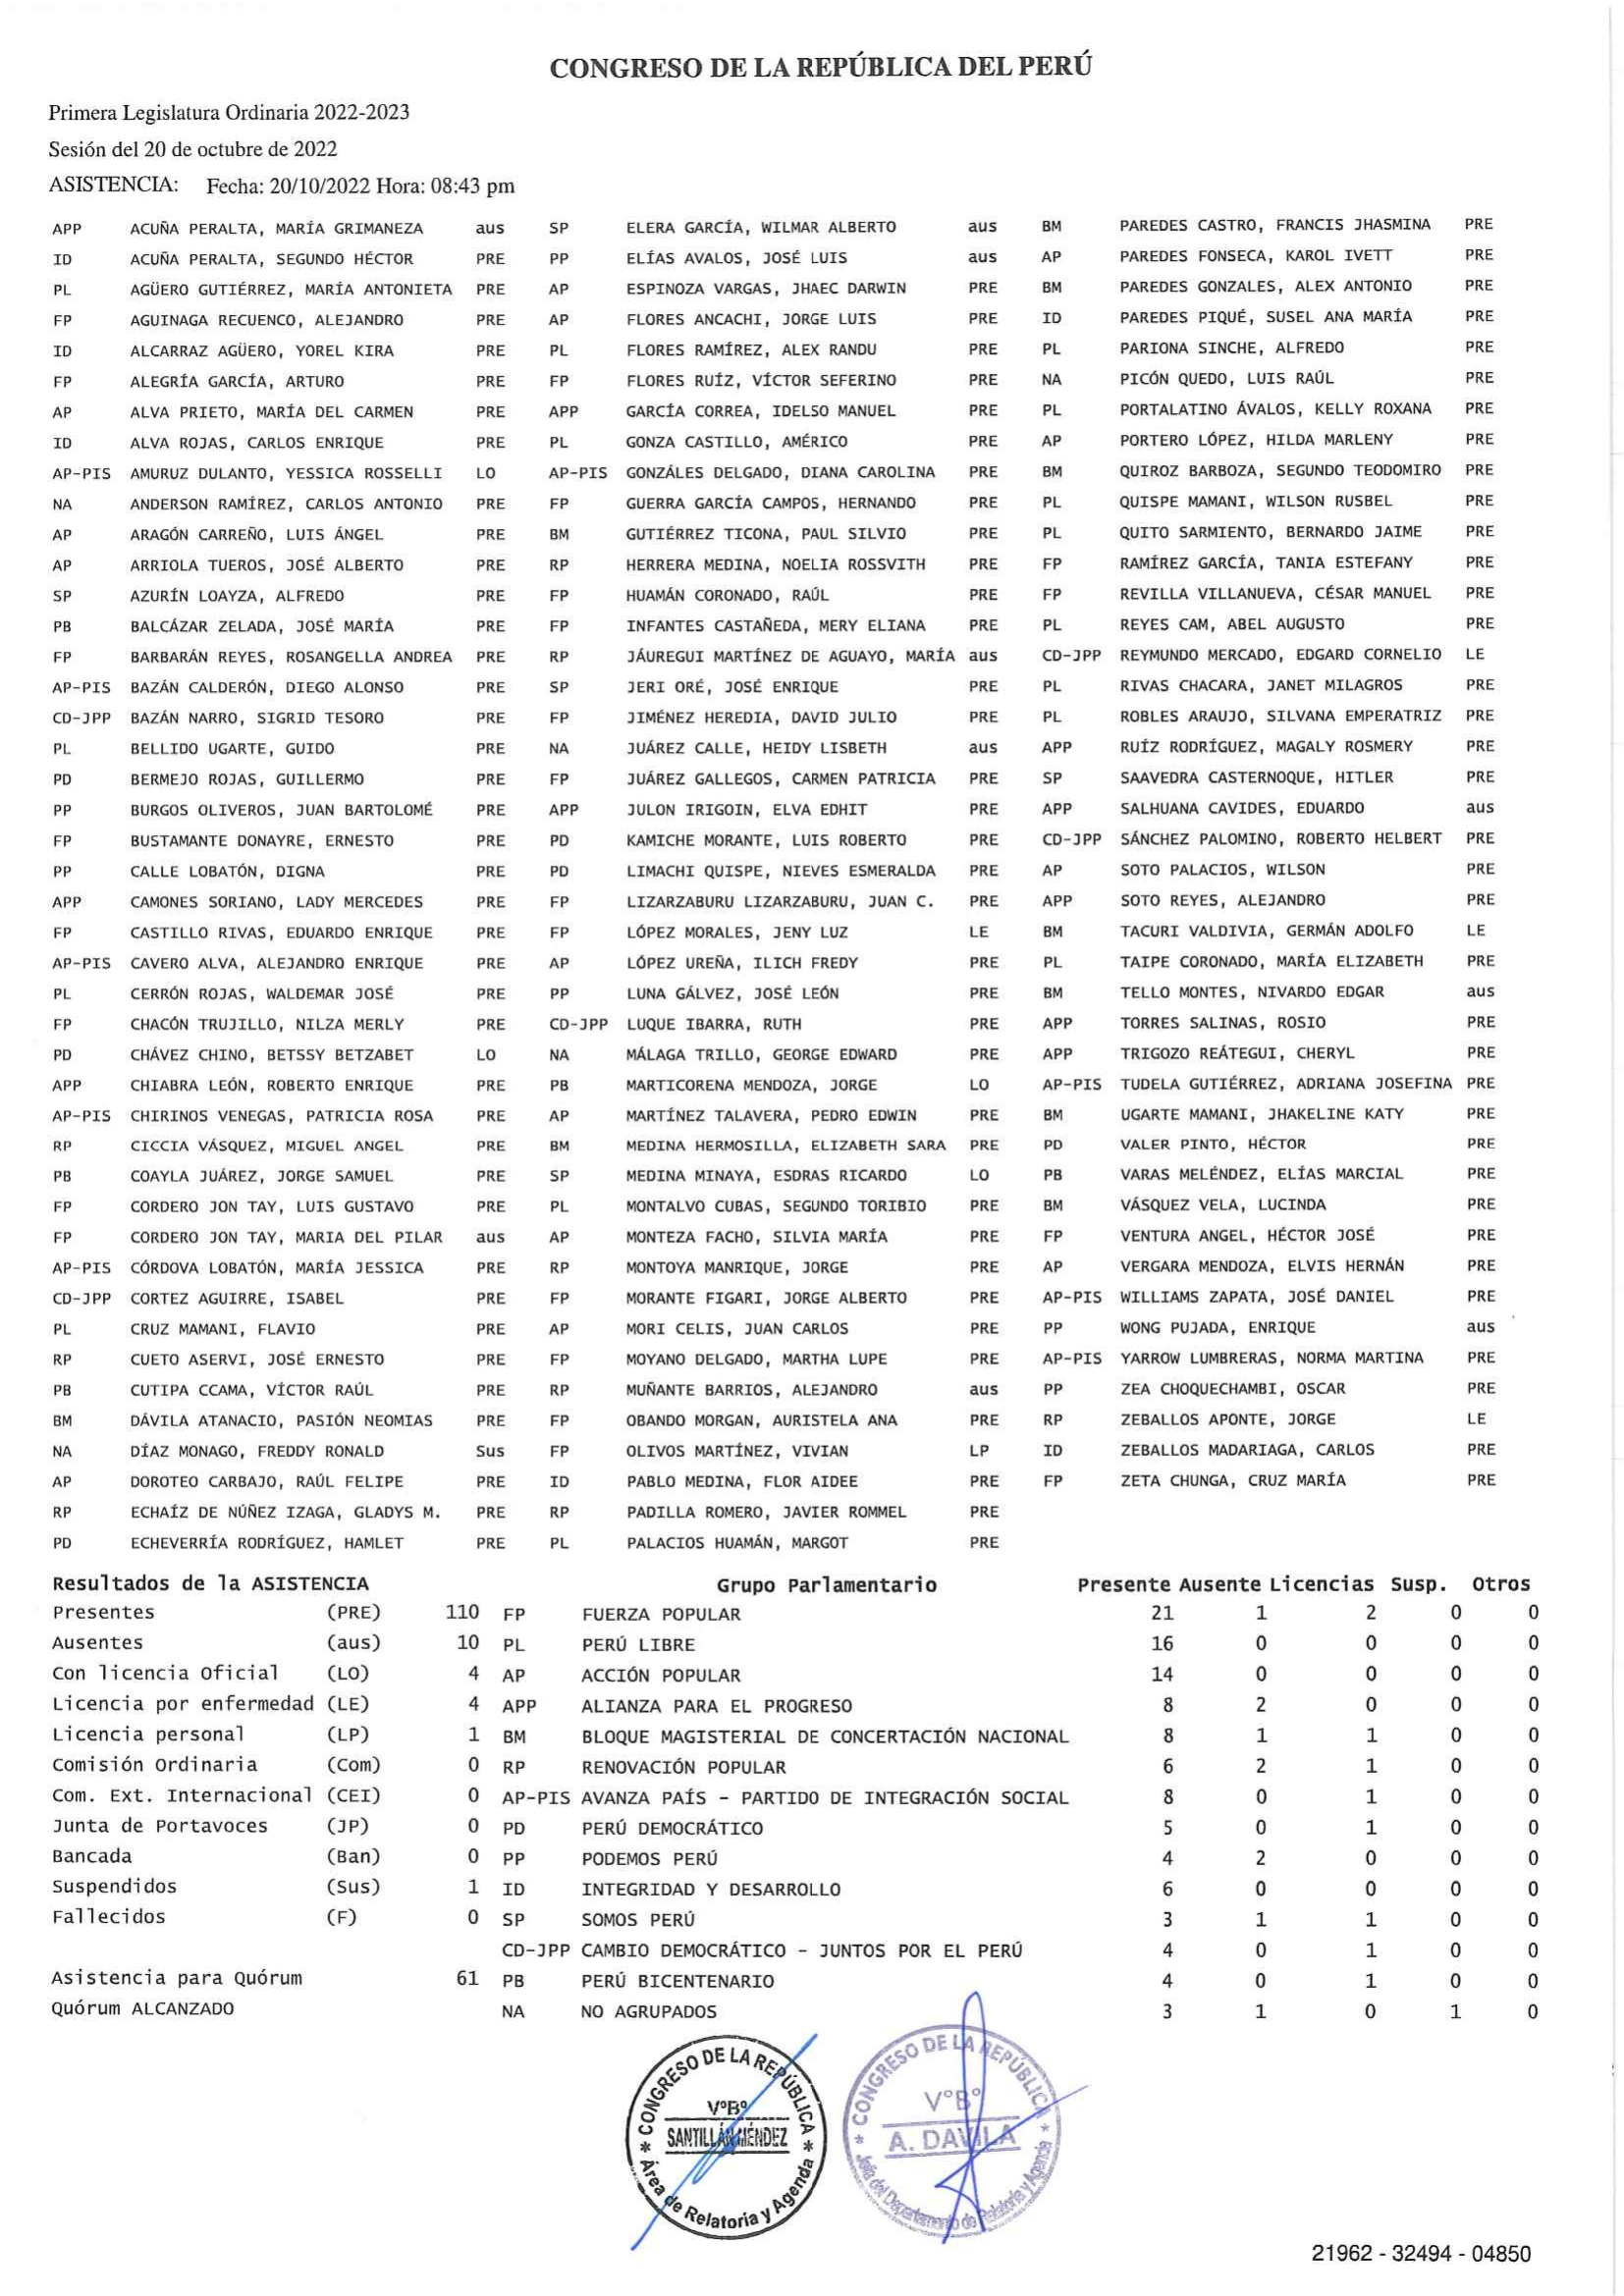 CONGRESO DE LA REPÚBLICA DEL PERÚ
Primera Legislatura Ordinaria 2022-2023
Sesión del 20 de octubre de 2022
ASISTENCIA: Fecha: 20/10/2022 Hora: 08:43 pm
APP ACUÑA PERALTA, MARÍA GRIMANEZA aus SP ELERA GARCÍA, WILMAR ALBERTO aus BM PAREDES CASTRO, FRANCIS JHASMINA PRE
ID ACUÑA PERALTA, SEGUNDO HÉCTOR PRE PP ELÍAS AVALOS, JOSÉ LUIS aus AP PAREDES FONSECA, KAROL IVETT PRE
PL AGÜERO GUTIÉRREZ, MARÍA ANTONIETA PRE AP ESPINOZA VARGAS, JHAEC DARWIN PRE BM PAREDES GONZALES, ALEX ANTONIO PRE
FP AGUINAGA RECUENCO, ALEJANDRO PRE AP FLORES ANCACHI, JORGE LUIS PRE ID PAREDES PIQUÉ, SUSEL ANA MARÍA PRE
ID ALCARRAZ AGÜERO, YOREL KIRA PRE PL FLORES RAMÍREZ, ALEX RANDU PRE PL PARIONA SINCHE, ALFREDO PRE
FP ALEGRÍA GARCÍA, ARTURO PRE FP FLORES RUÍZ, VÍCTOR SEFERINO PRE NA PICÓN QUEDO, LUIS RAÚL PRE
AP ALVA PRIETO, MARÍA DEL CARMEN PRE APP GARCÍA CORREA, IDELSO MANUEL PRE PL PORTALATINO ÁVALOS, KELLY ROXANA PRE
ID ALVA ROJAS, CARLOS ENRIQUE PRE PL GONZA CASTILLO, AMÉRICO PRE AP PORTERO LÓPEZ, HILDA MARLENY PRE
AP-PIS AMURUZ DULANTO, YESSICA ROSSELLI LO AP-PIS GONZÁLES DELGADO, DIANA CAROLINA PRE BM QUIROZ BARBOZA, SEGUNDO TEODOMIRO PRE
NA ANDERSON RAMÍREZ, CARLOS ANTONIO PRE FP GUERRA GARCÍA CAMPOS, HERNANDO PRE PL QUISPE MAMANI, WILSON RUSBEL PRE
AP ARAGÓN CARREÑO, LUIS ÁNGEL PRE BM GUTIÉRREZ TICONA, PAUL SILVIO PRE PL QUITO SARMIENTO, BERNARDO JAIME PRE
AP ARRIOLA TUEROS, JOSÉ ALBERTO PRE RP HERRERA MEDINA, NOELIA ROSSVITH PRE FP RAMÍREZ GARCÍA, TANIA ESTEFANY PRE
SP AZURÍN LOAYZA, ALFREDO PRE FP HUAMÁN CORONADO, RAÚL PRE FP REVILLA VILLANUEVA, CÉSAR MANUEL PRE
PB BALCÁZAR ZELADA, JOSÉ MARÍA PRE FP INFANTES CASTAÑEDA, MERY ELIANA PRE PL REYES CAM, ABEL AUGUSTO PRE
FP BARBARÁN REYES, ROSANGELLA ANDREA PRE RP JÁUREGUI MARTÍNEZ DE AGUAYO, MARÍA aus CD-JPP REYMUNDO MERCADO, EDGARD CORNELIO LE
AP-PIS BAZÁN CALDERÓN, DIEGO ALONSO PRE SP JERI ORÉ, JOSÉ ENRIQUE PRE PL RIVAS CHACARA, JANET MILAGROS PRE
CD-JPP BAZÁN NARRO, SIGRID TESORO PRE FP JIMÉNEZ HEREDIA, DAVID JULIO PRE PL ROBLES ARAUJO, SILVANA EMPERATRIZ PRE
PL BELLIDO UGARTE, GUIDO PRE NA JUÁREZ CALLE, HEIDY LISBETH aus APP RUÍZ RODRÍGUEZ, MAGALY ROSMERY PRE
PD BERMEJO ROJAS, GUILLERMO PRE FP JUÁREZ GALLEGOS, CARMEN PATRICIA PRE SP SAAVEDRA CASTERNOQUE, HITLER PRE
PP BURGOS OLIVEROS, JUAN BARTOLOMÉ PRE APP JULON IRIGOIN, ELVA EDHIT PRE APP SALHUANA CAVIDES, EDUARDO aus
FP BUSTAMANTE DONAYRE, ERNESTO PRE PD KAMICHE MORANTE, LUIS ROBERTO PRE CD-JPP SÁNCHEZ PALOMINO, ROBERTO HELBERT PRE
PP CALLE LOBATÓN, DIGNA PRE PD LIMACHI QUISPE, NIEVES ESMERALDA PRE AP SOTO PALACIOS, WILSON PRE
APP CAMONES SORIANO, LADY MERCEDES PRE FP LIZARZABURU LIZARZABURU, JUAN C. PRE APP SOTO REYES, ALEJANDRO PRE
FP CASTILLO RIVAS, EDUARDO ENRIQUE PRE FP LÓPEZ MORALES, JENY LUZ LE BM TACURI VALDIVIA, GERMÁN ADOLFO LE
AP-PIS CAVERO ALVA, ALEJANDRO ENRIQUE PRE AP LÓPEZ UREÑA, ILICH FREDY PRE PL TAIPE CORONADO, MARÍA ELIZABETH PRE
PL CERRÓN ROJAS, WALDEMAR JOSÉ PRE PP LUNA GÁLVEZ, JOSÉ LEÓN PRE BM TELLO MONTES, NIVARDO EDGAR aus
FP CHACÓN TRUJILLO, NILZA MERLY PRE CD-JPP LUQUE IBARRA, RUTH PRE APP TORRES SALINAS, ROSIO PRE
PD CHÁVEZ CHINO, BETSSY BETZABET LO NA MÁLAGA TRILLO, GEORGE EDWARD PRE APP TRIGOZO REÁTEGUI, CHERYL PRE
APP CHIABRA LEÓN, ROBERTO ENRIQUE PRE PB MARTICORENA MENDOZA, JORGE LO AP-PIS TUDELA GUTIÉRREZ, ADRIANA JOSEFINA PRE
AP-PIS CHIRINOS VENEGAS, PATRICIA ROSA PRE AP MARTÍNEZ TALAVERA, PEDRO EDWIN PRE BM UGARTE MAMANI, JHAKELINE KATY PRE
RP CICCIA VÁSQUEZ, MIGUEL ANGEL PRE BM MEDINA HERMOSILLA, ELIZABETH SARA PRE PD VALER PINTO, HÉCTOR PRE
PB COAYLA JUÁREZ, JORGE SAMUEL PRE SP MEDINA MINAYA, ESDRAS RICARDO LO PB VARAS MELÉNDEZ, ELÍAS MARCIAL PRE
FP CORDERO JON TAY, LUIS GUSTAVO PRE PL MONTALVO CUBAS, SEGUNDO TORIBIO PRE BM VÁSQUEZ VELA, LUCINDA PRE
FP CORDERO JON TAY, MARIA DEL PILAR aus AP MONTEZA FACHO, SILVIA MARÍA PRE FP VENTURA ANGEL, HÉCTOR JOSÉ PRE
AP-PIS CÓRDOVA LOBATÓN, MARÍA JESSICA PRE RP MONTOYA MANRIQUE, JORGE PRE AP VERGARA MENDOZA, ELVIS HERNÁN PRE
CD-JPP CORTEZ AGUIRRE, ISABEL PRE FP MORANTE FIGARI, JORGE ALBERTO PRE AP-PIS WILLIAMS ZAPATA, JOSÉ DANIEL PRE
PL CRUZ MAMANI, FLAVIO PRE AP MORI CELIS, JUAN CARLOS PRE PP WONG PUJADA, ENRIQUE aus
RP CUETO ASERVI, JOSÉ ERNESTO PRE FP MOYANO DELGADO, MARTHA LUPE PRE AP-PIS YARROW LUMBRERAS, NORMA MARTINA PRE
PB CUTIPA CCAMA, VÍCTOR RAÚL PRE RP MUÑANTE BARRIOS, ALEJANDRO aus PP ZEA CHOQUECHAMBI, OSCAR PRE
BM DÁVILA ATANACIO, PASIÓN NEOMIAS PRE FP OBANDO MORGAN, AURISTELA ANA PRE RP ZEBALLOS APONTE, JORGE LE
NA DÍAZ MONAGO, FREDDY RONALD Sus FP OLIVOS MARTÍNEZ, VIVIAN LP ID ZEBALLOS MADARIAGA, CARLOS PRE
AP DOROTEO CARBAJO, RAÚL FELIPE PRE ID PABLO MEDINA, FLOR AIDEE PRE FP ZETA CHUNGA, CRUZ MARÍA PRE
RP ECHAÍZ DE NÚÑEZ IZAGA, GLADYS M. PRE RP PADILLA ROMERO, JAVIER ROMMEL PRE
PD ECHEVERRÍA RODRÍGUEZ, HAMLET PRE PL PALACIOS HUAMÁN, MARGOT PRE
Resultados de la ASISTENCIA Grupo Parlamentario Presente Ausente Licencias Susp. Otros
Presentes (PRE) 110 FP FUERZA POPULAR 21 1 2 0 0
Ausentes (aus) 10 PL PERÚ LIBRE 16 0 0 0 0
Con licencia Oficial (LO) 4 AP ACCIÓN POPULAR 14 0 0 0 0
Licencia por enfermedad (LE) 4 APP ALIANZA PARA EL PROGRESO 8 2 0 0 0
Licencia personal (LP) 1 BM BLOQUE MAGISTERIAL DE CONCERTACIÓN NACIONAL 8 1 1 0 0
Comisión Ordinaria (Com) 0 RP RENOVACIÓN POPULAR 6 2 1 0 0
Com. Ext. Internacional (CEI) 0 AP-PIS AVANZA PAÍS - PARTIDO DE INTEGRACIÓN SOCIAL 8 0 1 0 0
Junta de Portavoces (JP) 0 PD PERÚ DEMOCRÁTICO 5 0 1 0 0
Bancada (Ban) 0 PP PODEMOS PERÚ 4 2 0 0 0
Suspendidos (Sus) 1 ID INTEGRIDAD Y DESARROLLO 6 0 0 0 0
Fallecidos (F) 0 SP SOMOS PERÚ 3 1 1 0 0
CD-JPP CAMBIO DEMOCRÁTICO - JUNTOS POR EL PERÚ 4 0 1 0 0
Asistencia para Quórum 61 PB PERÚ BICENTENARIO 4 0 1 0 0
Quórum ALCANZADO NA NO AGRUPADOS 3 1 0 1 0
CONGRESO DE LA REPÚBLICA
V°B°
SANTILLÁN MÉNDEZ
Área de Relatoria y Agenda
CONGRESO DE LA REPÚBLICA
V°B°
A. DAVILA
Jefa del Departamento de Relatoría y Agenda
21962 - 32494 - 04850